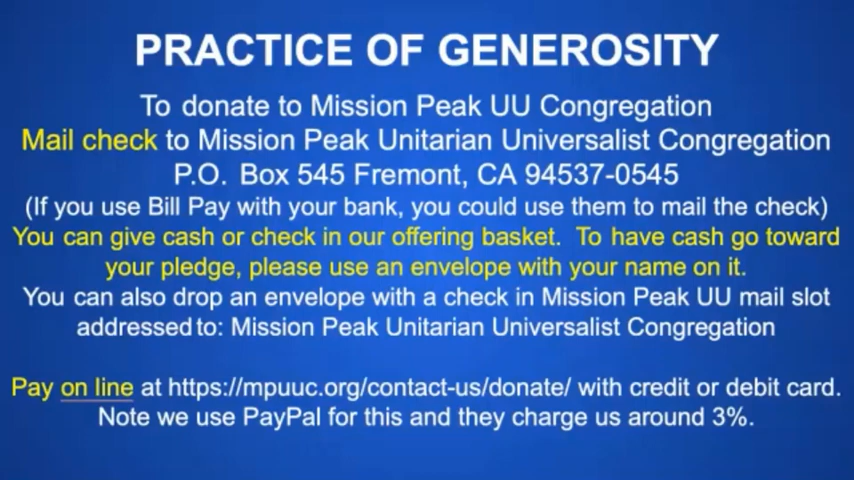 PRACTICE OF GENEROSITY
To donate to Mission Peak UU Congregation
Mail check to Mission Peak Unitarian Universalist Congregation
P.O. Box 545 Fremont, CA 94537-0545
(If you use Bill Pay with your bank, you could use them to mail the check)
You can give cash or check in our offering basket. To have cash go toward
your pledge, please use an envelope with your name on it.
You can also drop an envelope with a check in Mission Peak UU mail slot
addressed to: Mission Peak Unitarian Universalist Congregation
Pay on line at https://mpuuc.org/contact-us/donate/ with credit or debit card.
Note we use PayPal for this and they charge us around 3%.